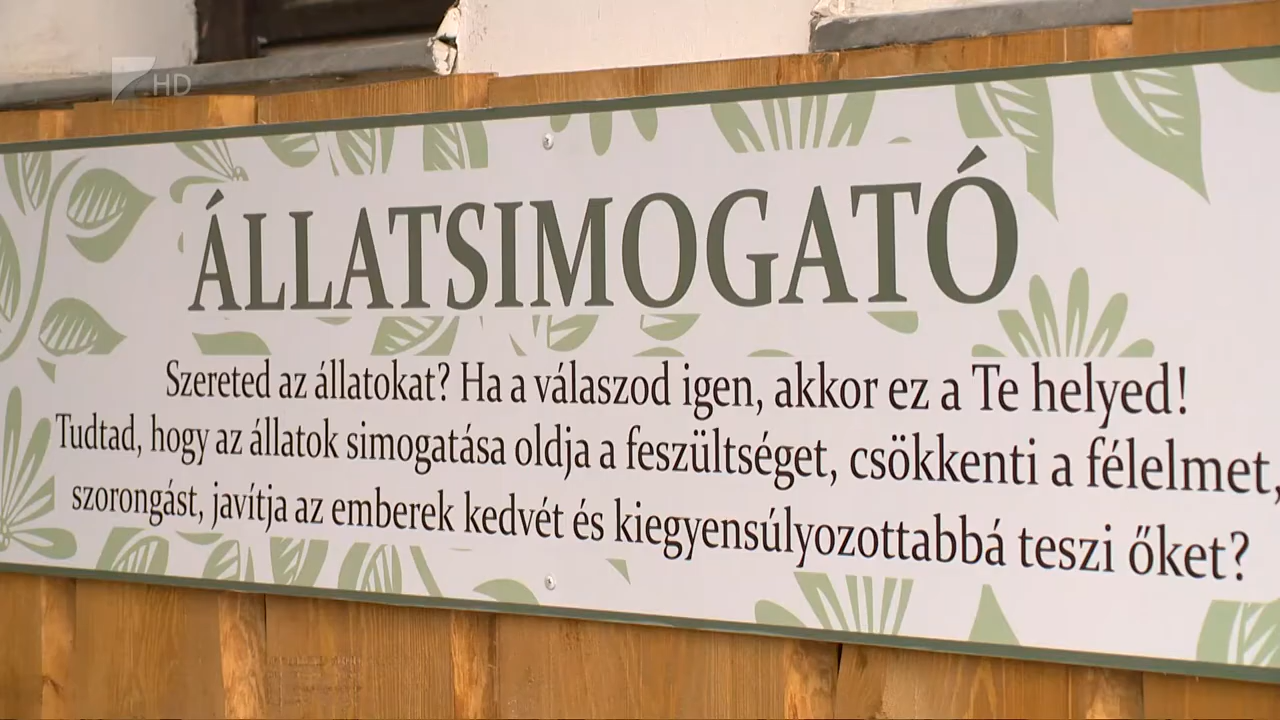 HD
ÁLLATSIMOGATÓ
Szereted az állatokat? Ha a válaszod igen, akkor ez a Te helyed!
Tudtad, hogy az állatok simogatása oldja a feszültséget, csökkenti a félelmet,
szorongást, javítja az emberek kedvét és kiegyensúlyozottabbá teszi őket?